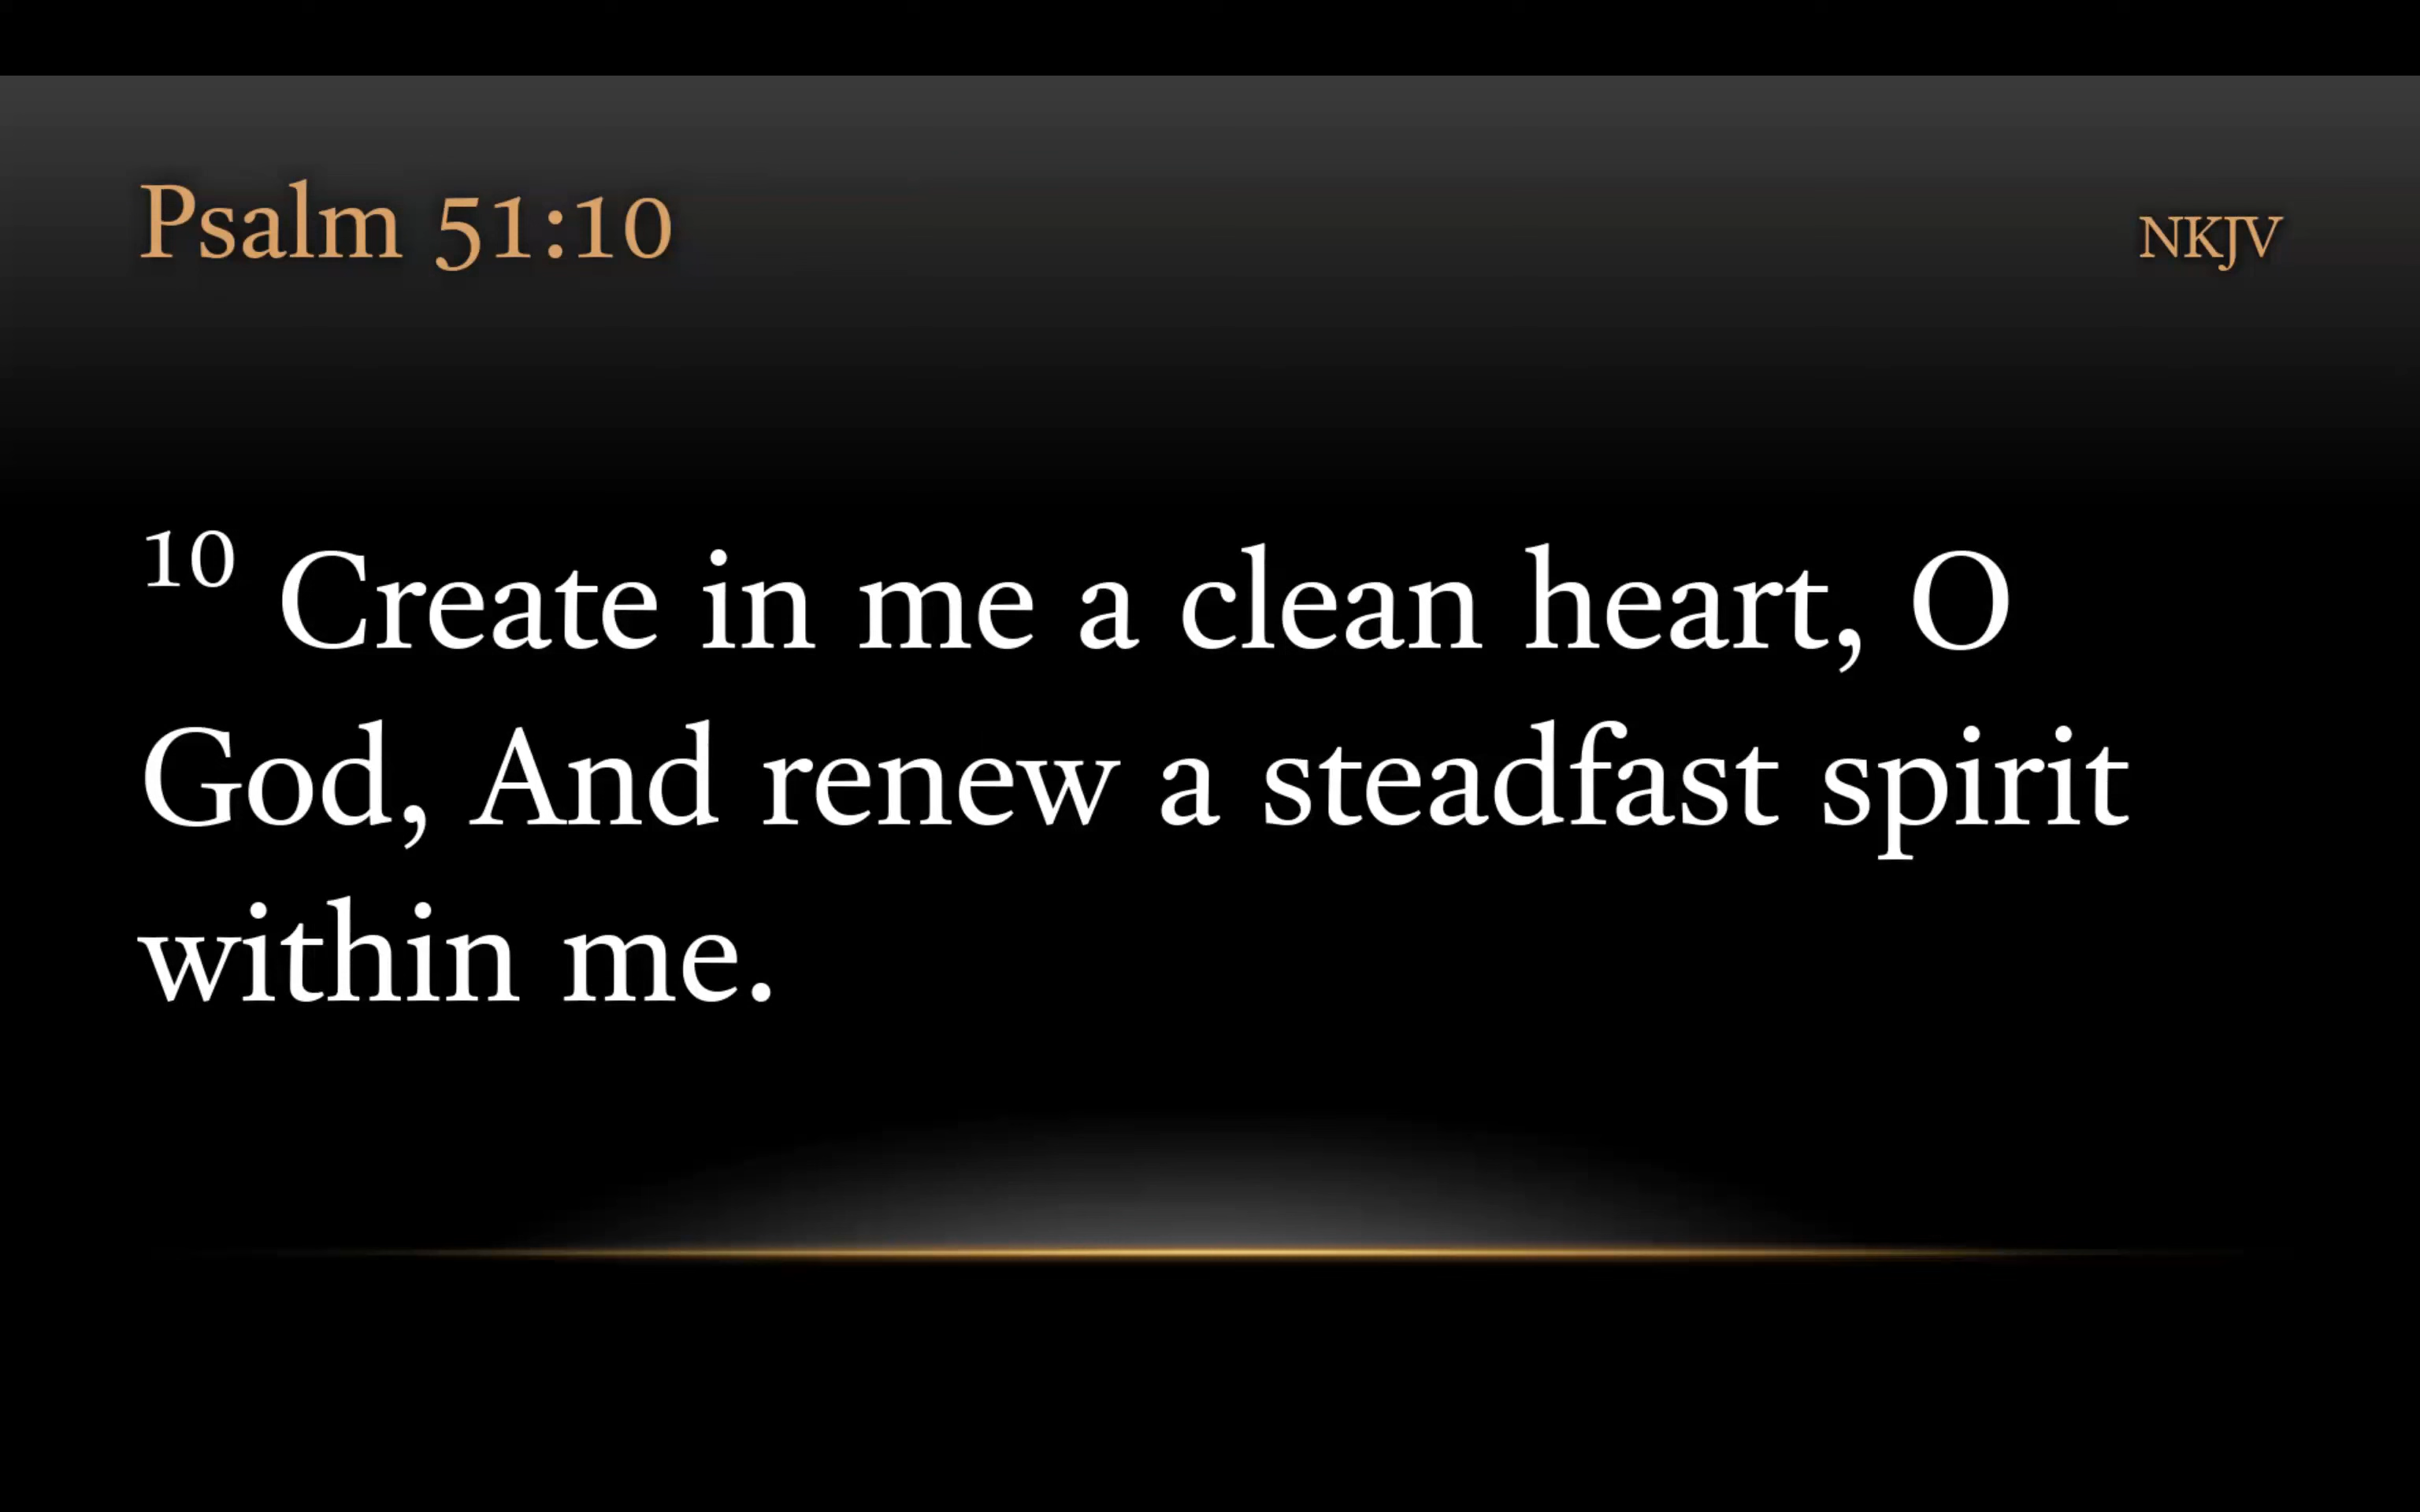 Psalm 51:10
NKJV
10 Create in me a clean heart, O
God, And renew a steadfast spirit
within me.